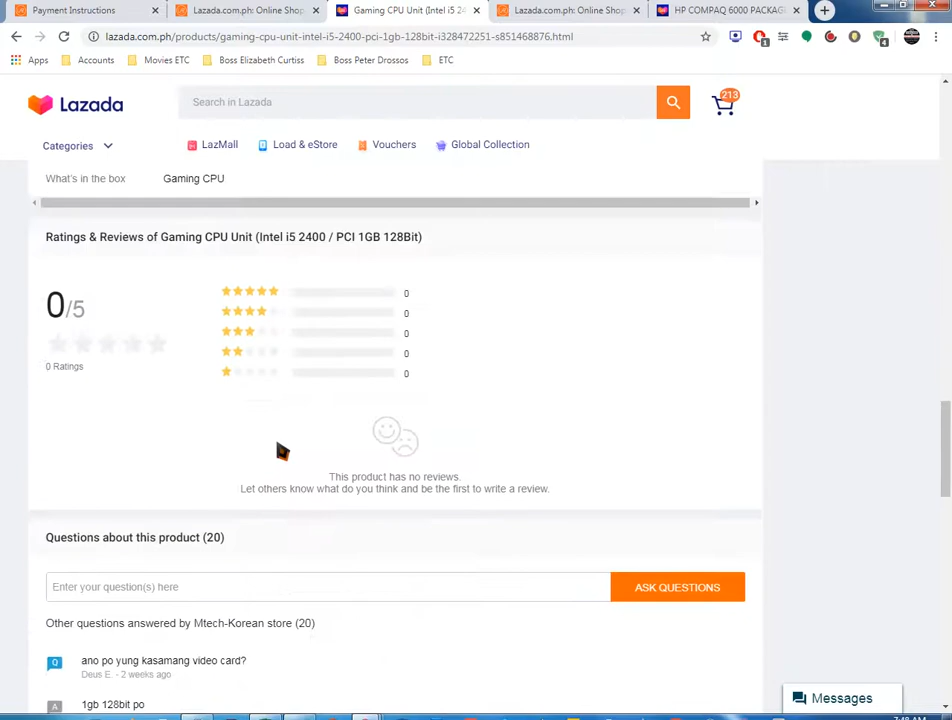 Payment Instructions
Lazada.com.ph: Online Shop
Gaming CPU Unit (Intel i5 24
Lazada.com.ph: Online Shop
HP COMPAQ 6000 PACKAGE
lazada.com.ph/products/gaming-cpu-unit-intel-i5-2400-pci-1gb-128bit-i328472251-s851468876.html
1
4
Apps
Accounts
Movies ETC
Boss Elizabeth Curtiss
Boss Peter Drossos
ETC
Lazada
Search in Lazada
213
Categories
LazMall
Load & eStore
Vouchers
Global Collection
What's in the box
Gaming CPU
Ratings & Reviews of Gaming CPU Unit (Intel i5 2400 / PCI 1GB 128Bit)
0/5
0 Ratings
0
0
0
0
0
This product has no reviews.
Let others know what do you think and be the first to write a review.
Questions about this product (20)
Enter your question(s) here
ASK QUESTIONS
Other questions answered by Mtech-Korean store (20)
Q
ano po yung kasamang video card?
Deus E. - 2 weeks ago
A
1gb 128bit po
Messages